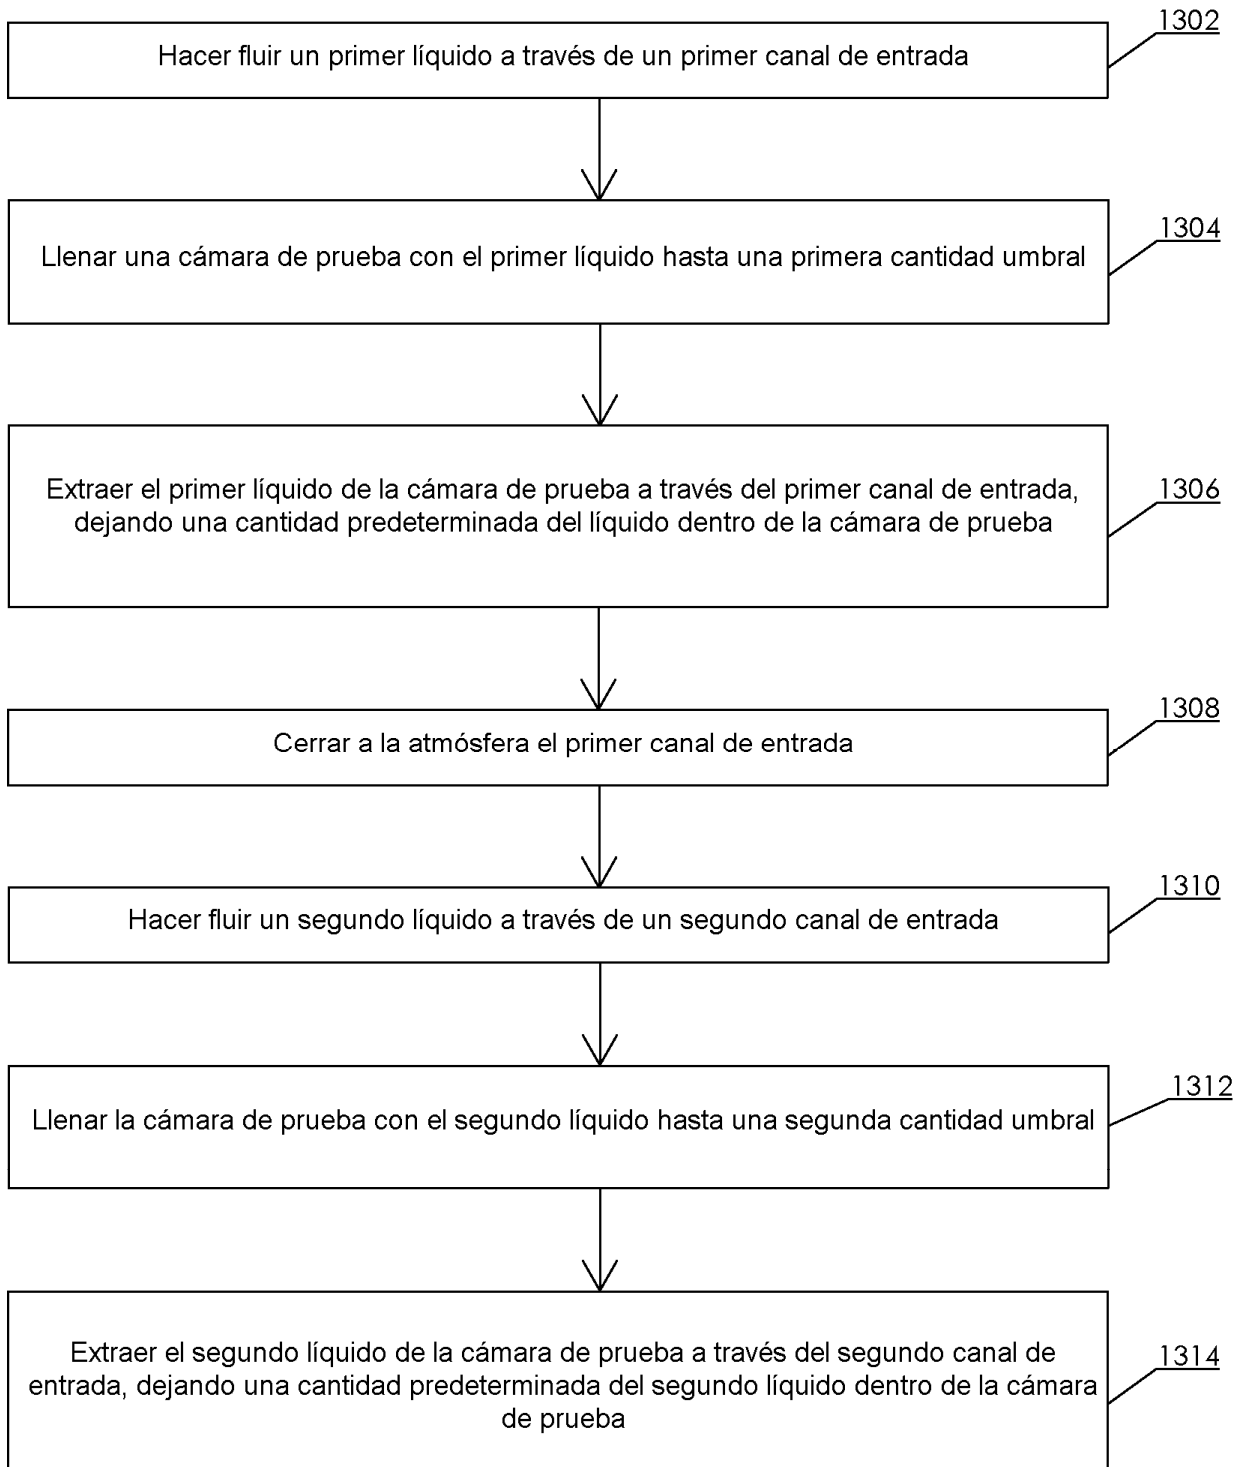 1302
Hacer fluir un primer líquido a través de un primer canal de entrada
1304
Llenar una cámara de prueba con el primer líquido hasta una primera cantidad umbral
1306
Extraer el primer líquido de la cámara de prueba a través del primer canal de entrada,
dejando una cantidad predeterminada del líquido dentro de la cámara de prueba
1308
Cerrar a la atmósfera el primer canal de entrada
1310
Hacer fluir un segundo líquido a través de un segundo canal de entrada
1312
Llenar la cámara de prueba con el segundo líquido hasta una segunda cantidad umbral
1314
Extraer el segundo líquido de la cámara de prueba a través del segundo canal de
entrada, dejando una cantidad predeterminada del segundo líquido dentro de la cámara
de prueba